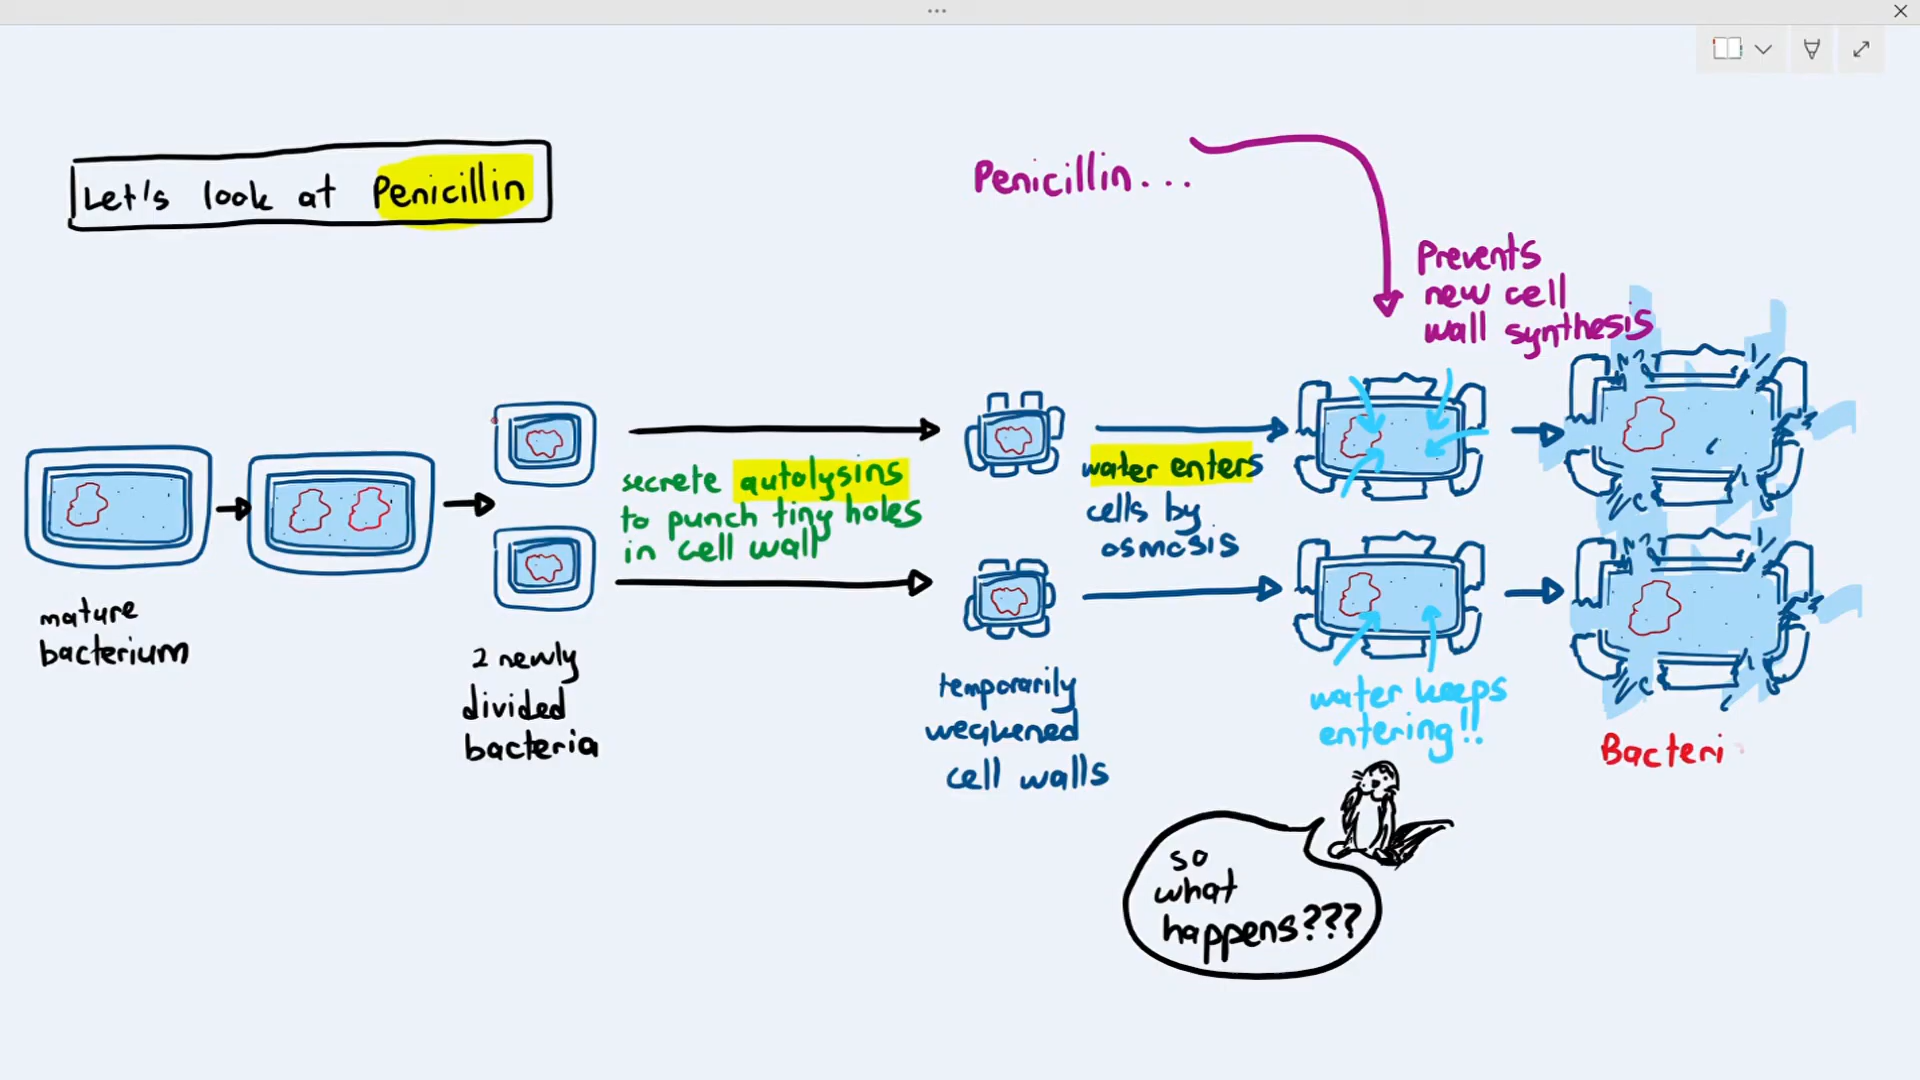 Let's look at Penicillin
Penicillin...
Prevents
new cell
wall synthesis
secrete autolysins
to punch tiny holes
in cell wall
water enters
cells by
osmosis
mature
bacterium
2 newly
divided
bacteria
temporarily
weakened
cell walls
water keeps
entering!!
Bacteri
so
what
happens???